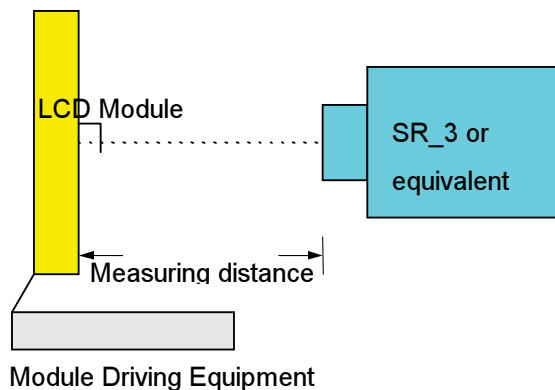 LCD Module
SR_3 or
equivalent
Measuring distance
Module Driving Equipment